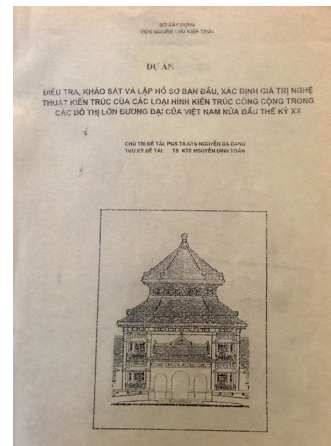 BỘ XÂY DỰNG
VIỆN NGHIÊN CỨU KIẾN TRÚC
DỰ ÁN
ĐIỀU TRA, KHẢO SÁT VÀ LẬP HỒ SƠ BAN ĐẦU, XÁC ĐỊNH GIÁ TRỊ NGHỆ
THUẬT KIẾN TRÚC CỦA CÁC LOẠI HÌNH KIẾN TRÚC CÔNG CỘNG TRONG
CÁC ĐÔ THỊ LỚN ĐƯƠNG ĐẠI CỦA VIỆT NAM NỬA ĐẦU THẾ KỶ XX
CHỦ TRÌ ĐỀ TÀI: PGS.TS.KTS NGUYỄN BÁ ĐANG
THƯ KÝ ĐỀ TÀI: TS. KTS NGUYỄN ĐÌNH TOÀN